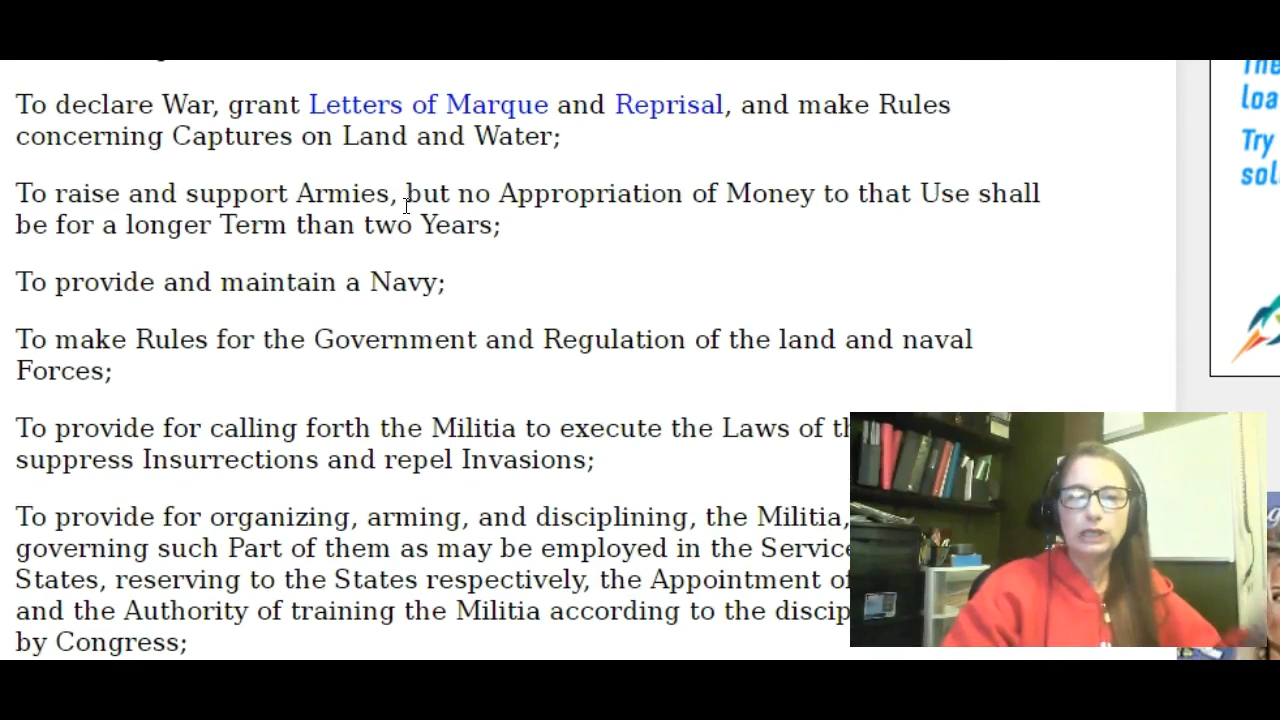 To declare War, grant Letters of Marque and Reprisal, and make Rules
concerning Captures on Land and Water;
To raise and support Armies, but no Appropriation of Money to that Use shall
be for a longer Term than two Years;
To provide and maintain a Navy;
To make Rules for the Government and Regulation of the land and naval
Forces;
To provide for calling forth the Militia to execute the Laws of
suppress Insurrections and repel Invasions;
To provide for organizing, arming, and disciplining, the Militia,
governing such Part of them as may be employed in the Service
States, reserving to the States respectively, the Appointment of
and the Authority of training the Militia according to the
by Congress;
Try